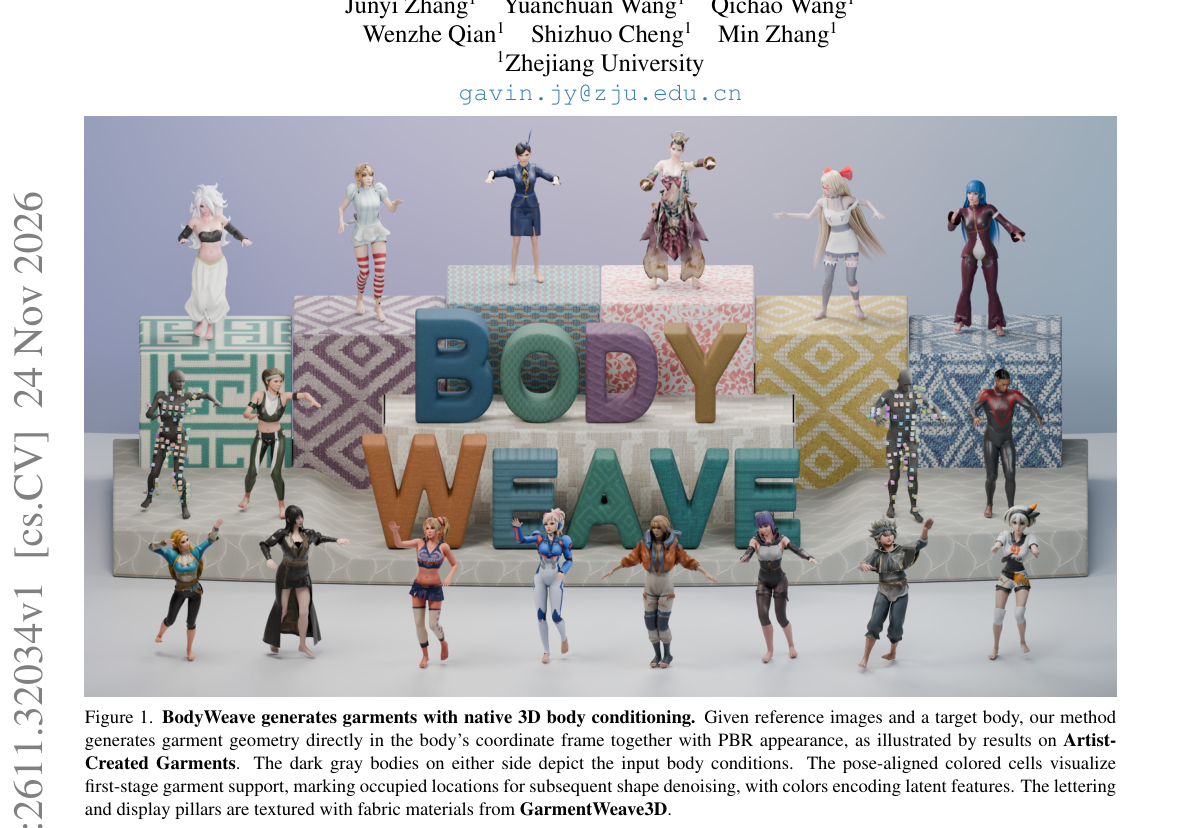 Junyi Zhang¹ Yuanchuan Wang¹ Qichao Wang¹
Wenzhe Qian¹ Shizhuo Cheng¹ Min Zhang¹
¹Zhejiang University
gavin.jy@zju.edu.cn
:2611.32034v1 [cs.CV] 24 Nov 2026
BODY
WEAVE
Figure 1. BodyWeave generates garments with native 3D body conditioning. Given reference images and a target body, our method
generates garment geometry directly in the body's coordinate frame together with PBR appearance, as illustrated by results on Artist-
Created Garments. The dark gray bodies on either side depict the input body conditions. The pose-aligned colored cells visualize
first-stage garment support, marking occupied locations for subsequent shape denoising, with colors encoding latent features. The lettering
and display pillars are textured with fabric materials from GarmentWeave3D.